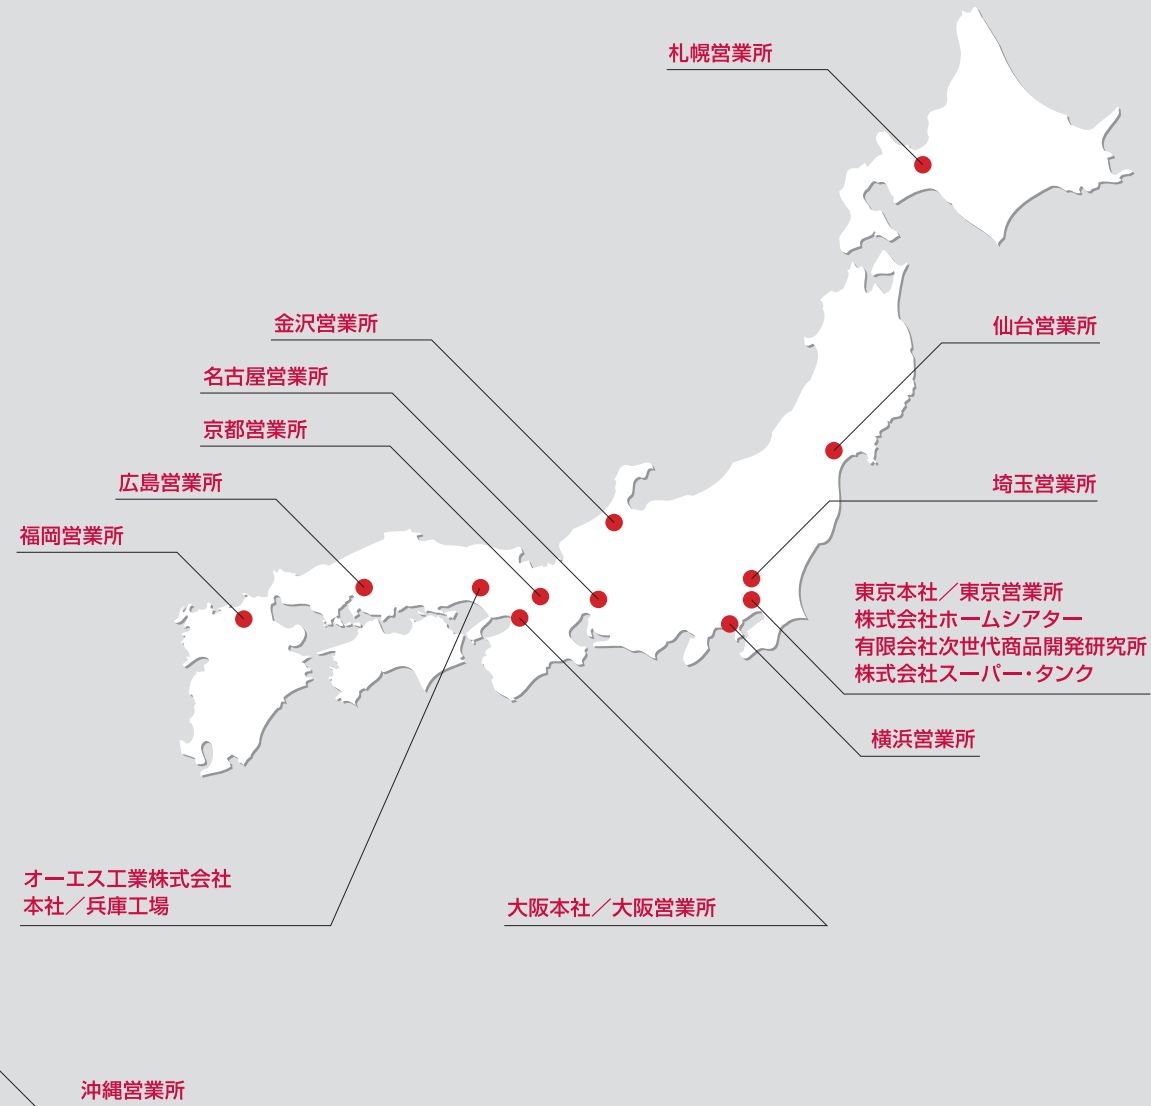 札幌営業所
金沢営業所
仙台営業所
名古屋営業所
京都営業所
広島営業所
埼玉営業所
福岡営業所
東京本社／東京営業所
株式会社ホームシアター
有限会社次世代商品開発研究所
株式会社スーパー・タンク
横浜営業所
オーエス工業株式会社
本社／兵庫工場
大阪本社／大阪営業所
沖縄営業所